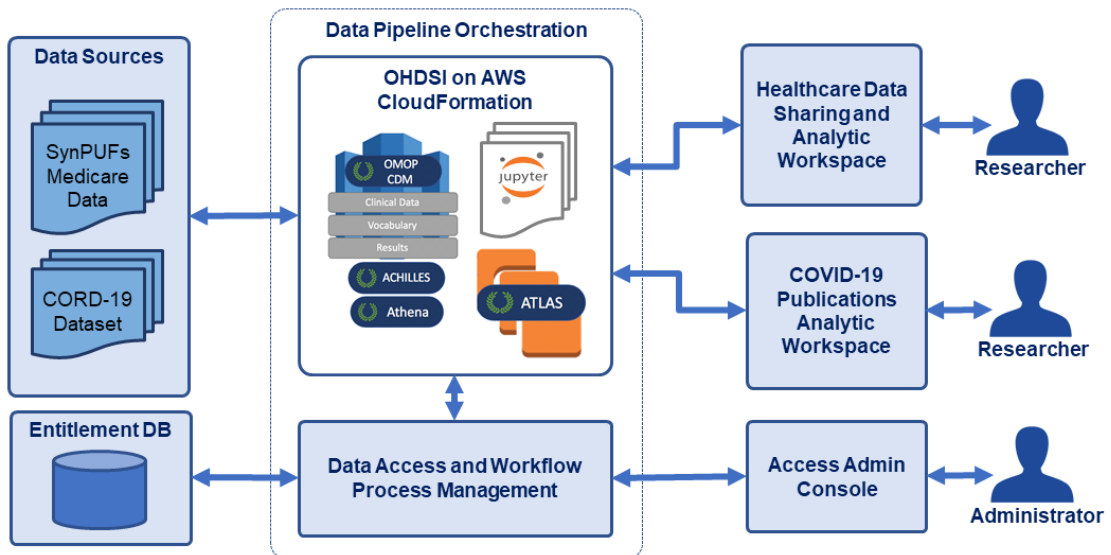 Data Pipeline Orchestration
Data Sources
SynPUFs
Medicare
Data
CORD-19
Dataset
Entitlement DB
OHDSI on AWS
CloudFormation
OMOP
CDM
Clinical Data
Vocabulary
Results
ACHILLES
Athena
jupyter
ATLAS
Data Access and Workflow
Process Management
Healthcare Data
Sharing and
Analytic
Workspace
Researcher
COVID-19
Publications
Analytic
Workspace
Researcher
Access Admin
Console
Administrator